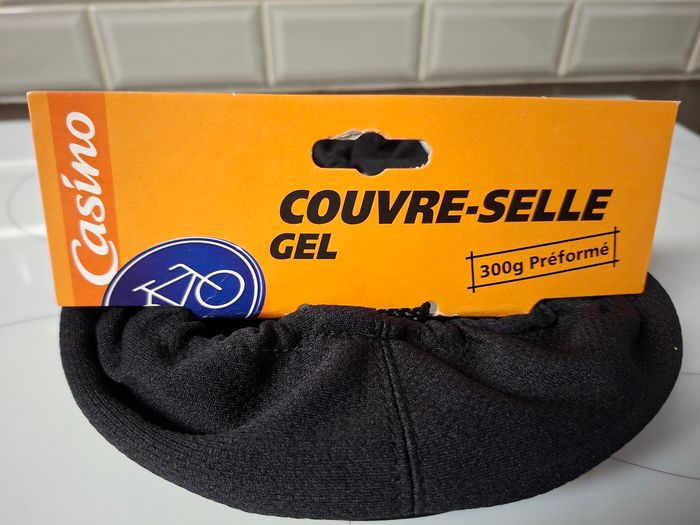 Casino
COUVRE-SELLE
GEL
300g Préformé